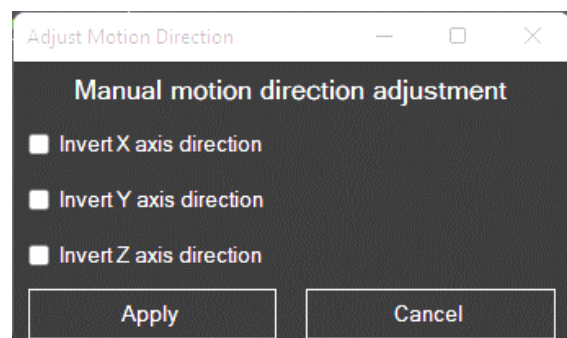 Adjust Motion Direction
Manual motion direction adjustment
Invert X axis direction
Invert Y axis direction
Invert Z axis direction
Apply Cancel